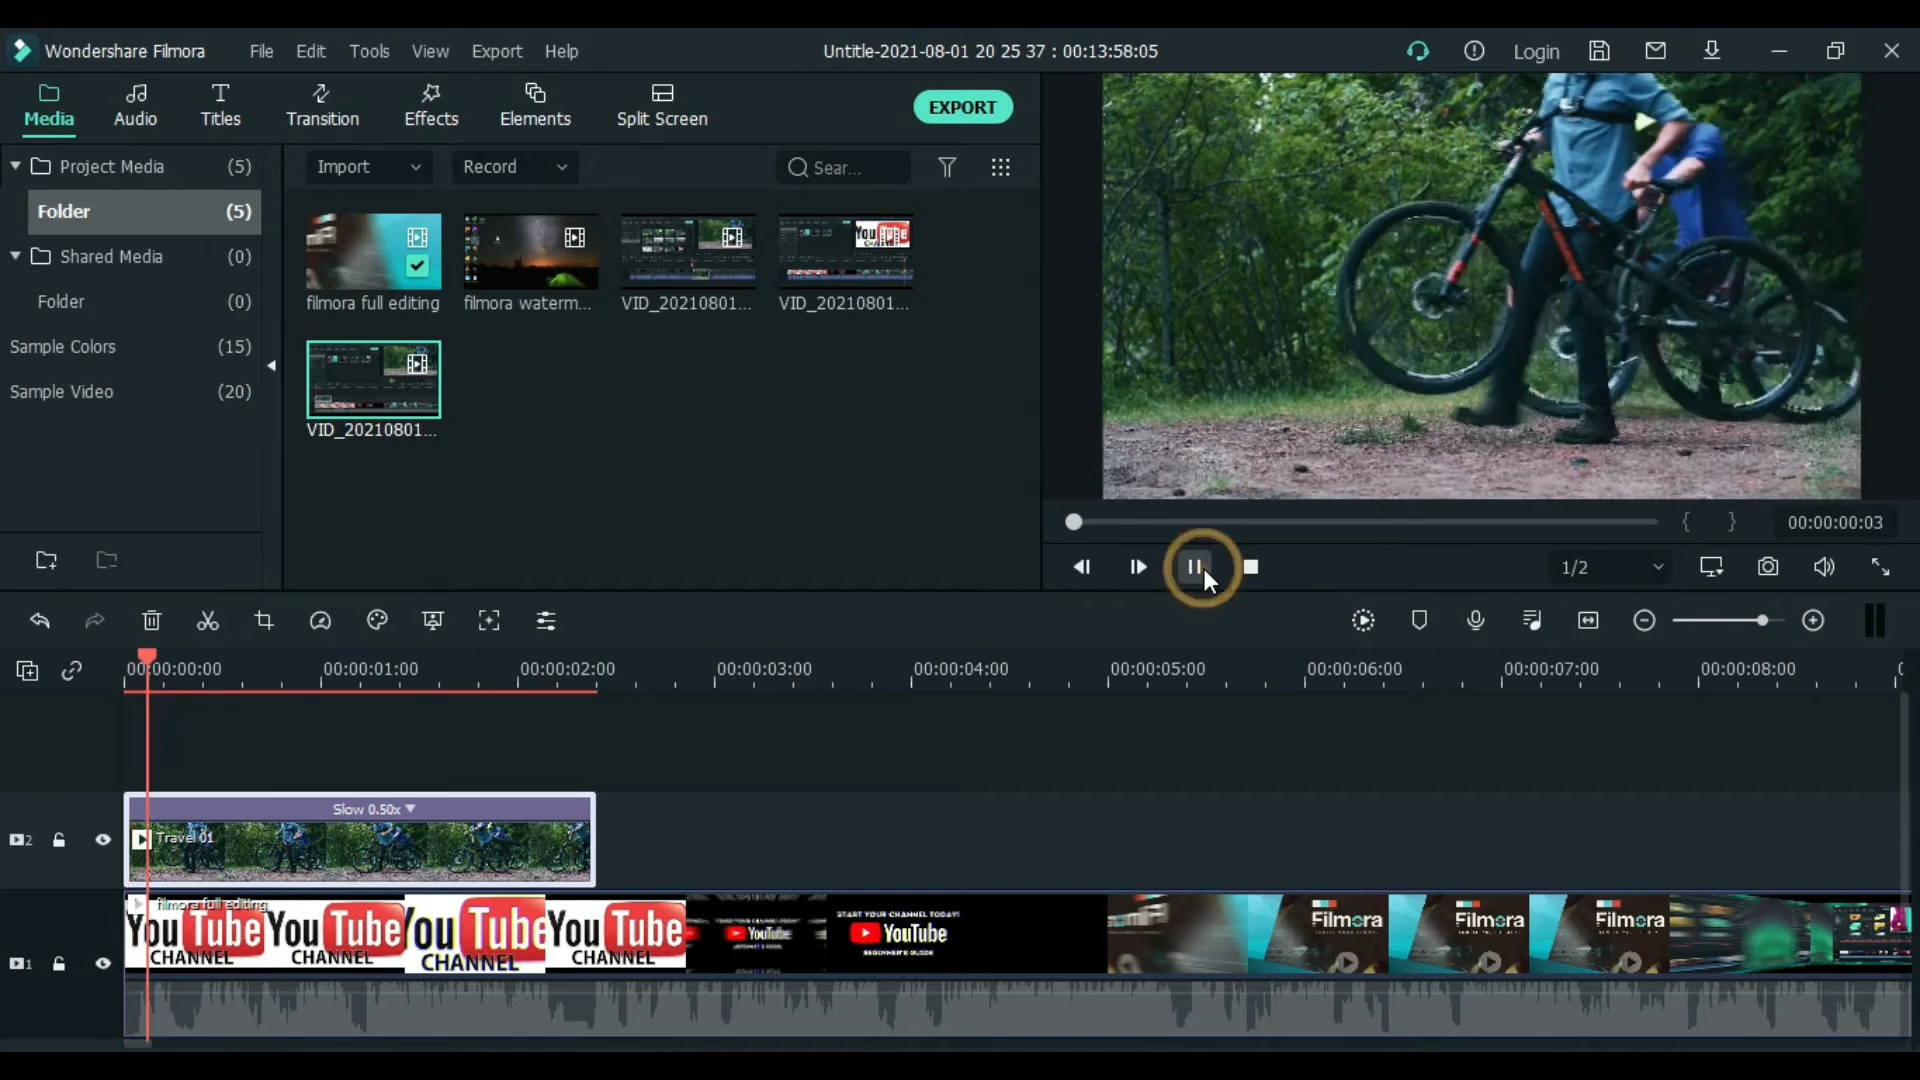 Wondershare Filmora File Edit Tools View Export Help Untitle-2021-08-01 20 25 37 : 00:13:58:05 Login
Media Audio Titles Transition Effects Elements Split Screen EXPORT
Project Media (5)
Folder (5)
Shared Media (0)
Folder (0)
Sample Colors (15)
Sample Video (20)
Import Record Sear...
filmora full editing filmora waterm... VID_20210801... VID_20210801...
VID_20210801...
{ } 00:00:00:03
1/2
00:00:00:00 00:00:01:00 00:00:02:00 00:00:03:00 00:00:04:00 00:00:05:00 00:00:06:00 00:00:07:00 00:00:08:00
Slow 0.50x
2 Travel 01
filmora full editing
YouTube YouTube YouTube YouTube
CHANNEL CHANNEL CHANNEL CHANNEL
YouTube
START YOUR CHANNEL TODAY!
YouTube
BEGINNER'S GUIDE
Filmora Filmora Filmora
1